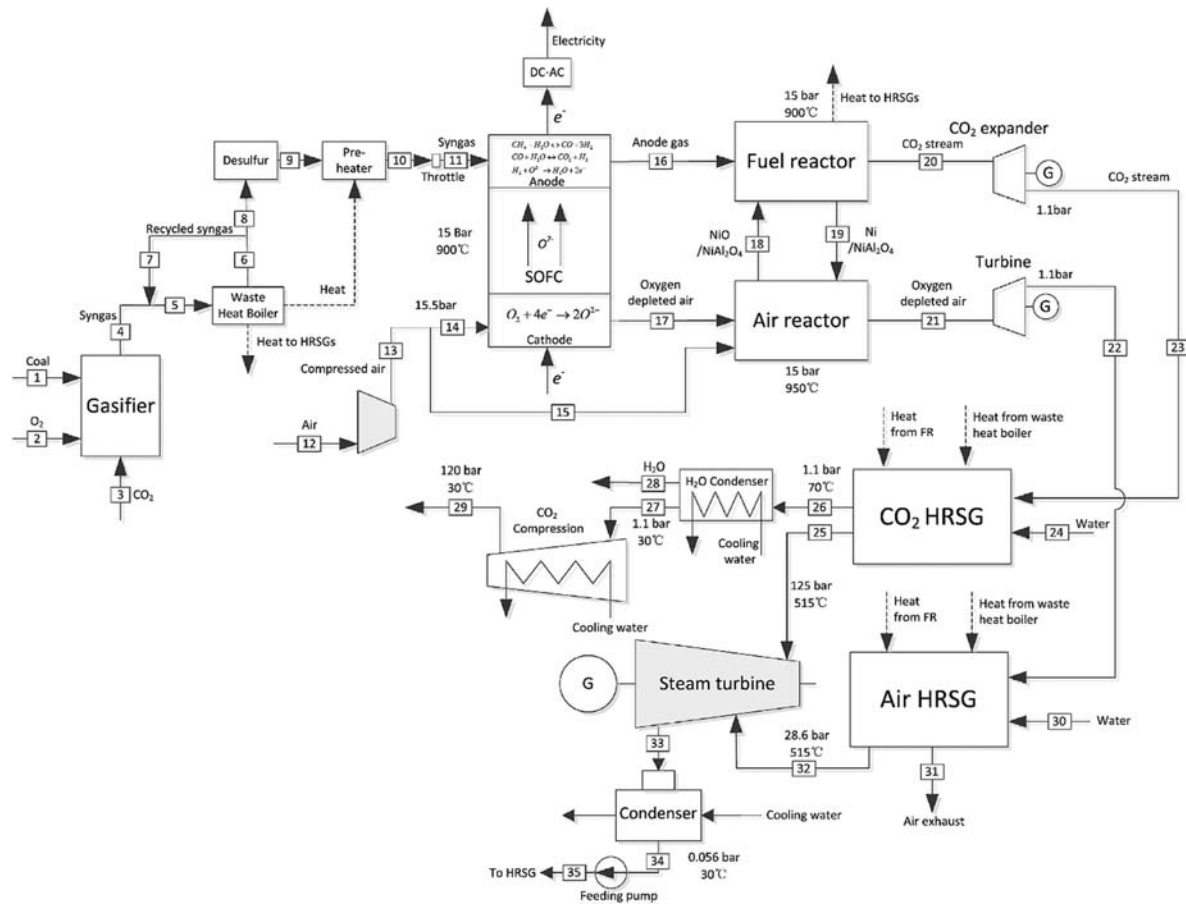 Electricity
DC-AC
e⁻
15 bar
900℃
Heat to HRSGs
CO₂ expander
Desulfur
9
Pre-
heater
10
Syngas
11
Throttle
CO+H₂O↔CO₂+H₂
H₂+O²⁻→H₂O+2e⁻
Anode
Anode gas
16
Fuel reactor
CO₂ stream
20
G
CO₂ stream
1.1bar
8
Recycled syngas
7
6
15 Bar
900℃
O²⁻
SOFC
NiO
/NiAl₂O₄
18
19
Ni
/NiAl₂O₄
Turbine
1.1bar
Syngas
4
5
Waste
Heat Boiler
Heat
15.5bar
14
O₂+4e⁻→2O²⁻
Cathode
Oxygen
depleted air
17
Air reactor
Oxygen
depleted air
21
G
Heat to HRSGs
13
Compressed air
e⁻
15 bar
950℃
22
23
Coal
1
Gasifier
O₂
2
3
CO₂
Air
12
15
Heat
from FR
Heat from waste
heat boiler
120 bar
30℃
29
H₂O
28
H₂O Condenser
27
1.1 bar
30℃
1.1 bar
70℃
26
25
CO₂ HRSG
Water
24
CO₂
Compression
Cooling
water
Cooling water
125 bar
515℃
Heat
from FR
Heat from waste
heat boiler
G
Steam turbine
Air HRSG
30
Water
33
28.6 bar
515℃
32
31
Air exhaust
Condenser
Cooling water
34
0.056 bar
30℃
To HRSG
35
Feeding pump